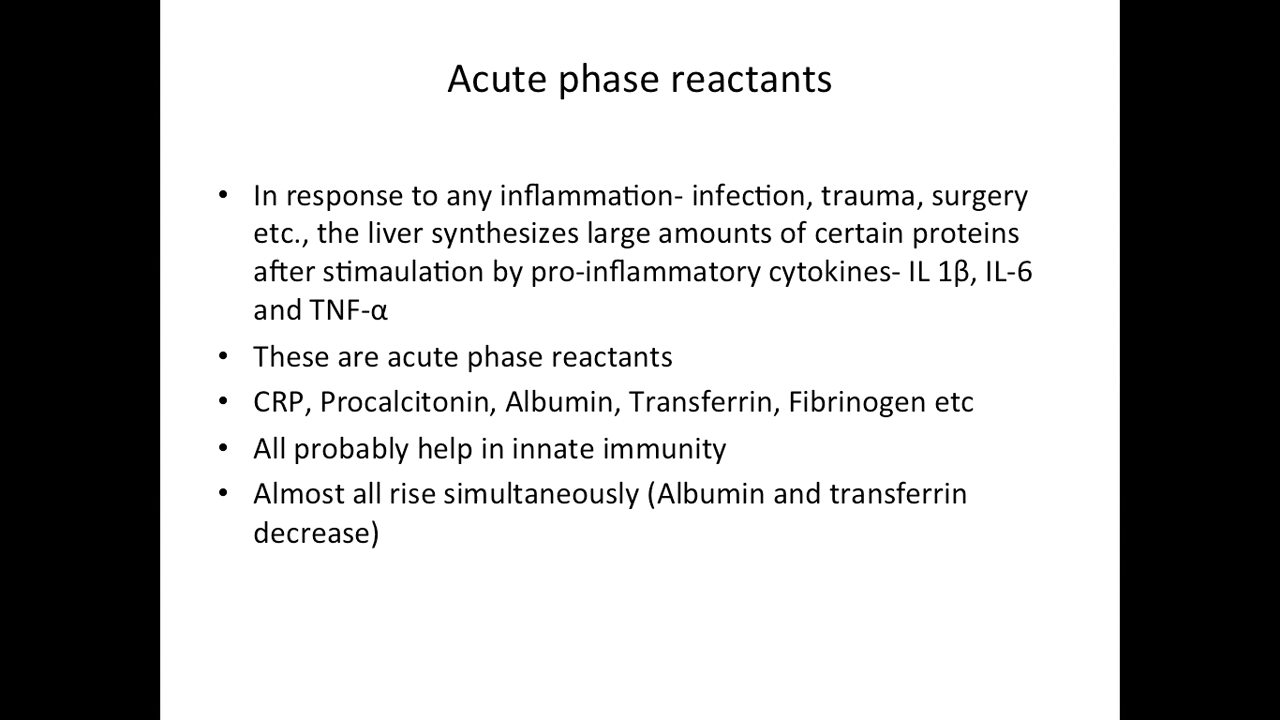 Acute phase reactants
• In response to any inflammation- infection, trauma, surgery
etc., the liver synthesizes large amounts of certain proteins
after stimaulation by pro-inflammatory cytokines- IL 1β, IL-6
and TNF-α
• These are acute phase reactants
• CRP, Procalcitonin, Albumin, Transferrin, Fibrinogen etc
• All probably help in innate immunity
• Almost all rise simultaneously (Albumin and transferrin
decrease)